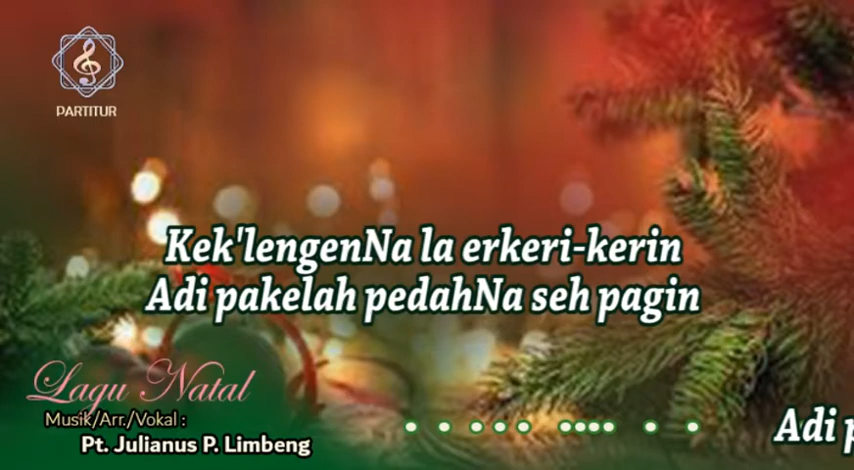 PARTITUR
Kek'lengenNa la erkeri-kerin
Adi pakelah pedahNa seh pagin
Lagu Natal
Musik/Arr./Vokal :
Pt. Julianus P. Limbeng
Adi